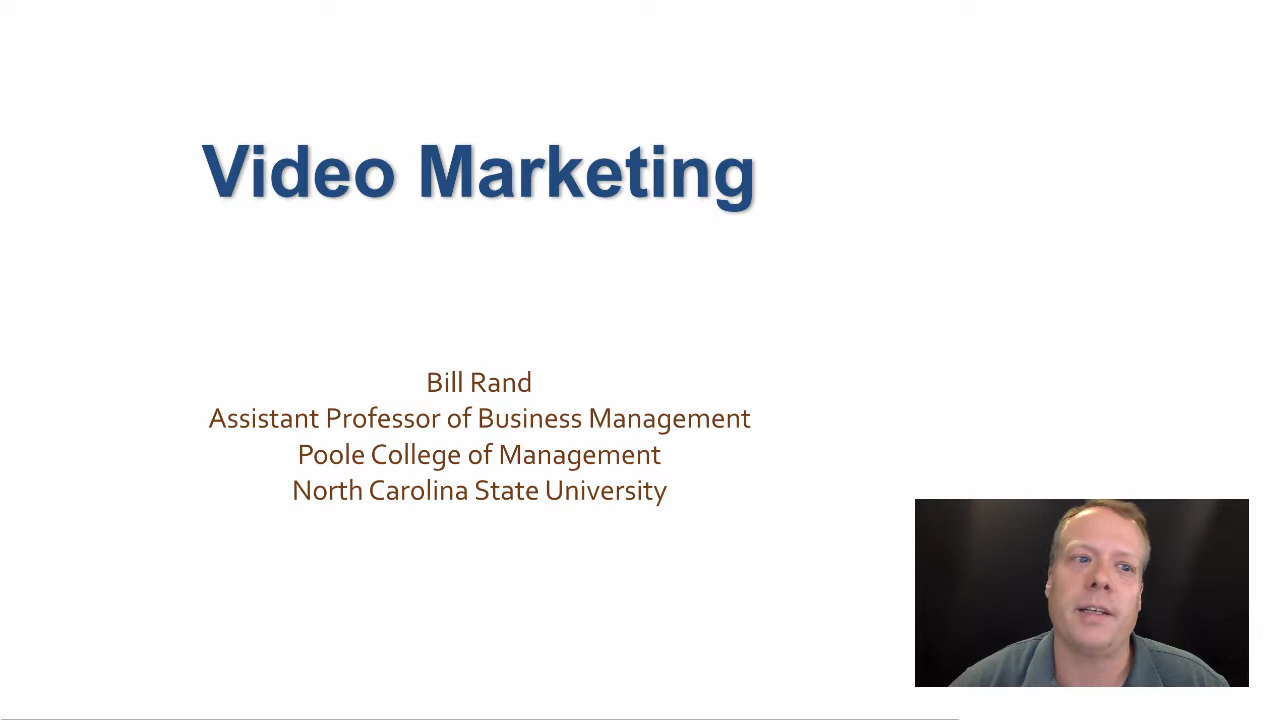 Video Marketing
Bill Rand
Assistant Professor of Business Management
Poole College of Management
North Carolina State University